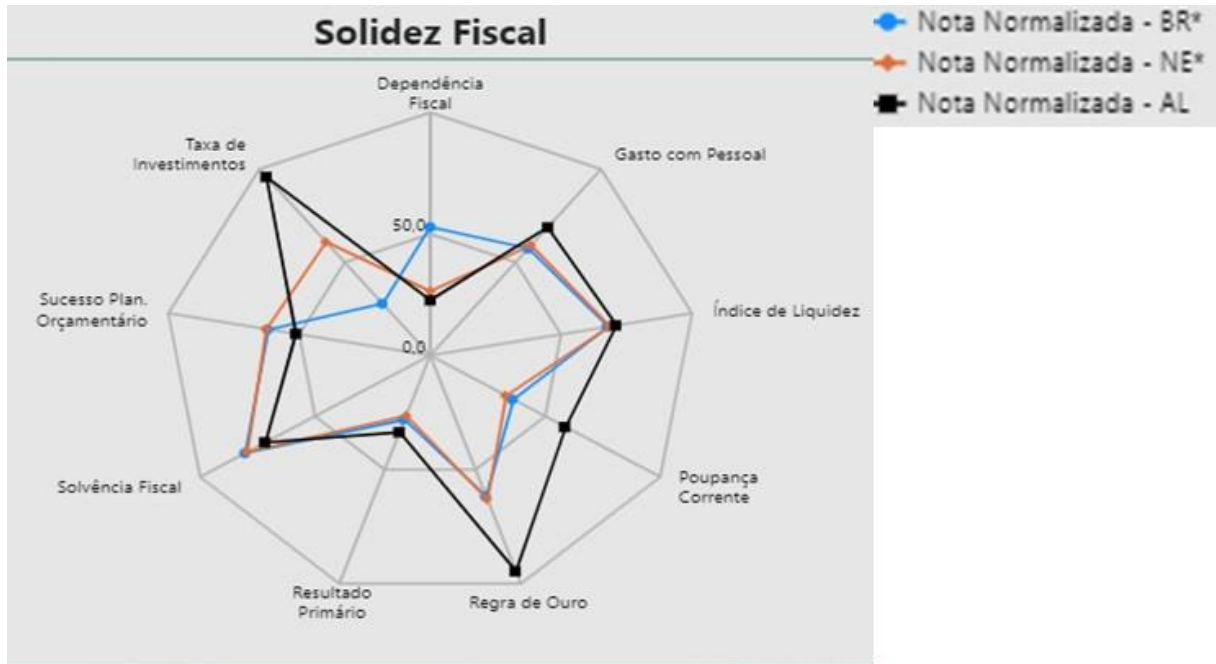 Solidez Fiscal
Nota Normalizada - BR*
Nota Normalizada - NE*
Nota Normalizada - AL
Dependência
Fiscal
Taxa de
Investimentos
Gasto com Pessoal
50,0
Sucesso Plan.
Orçamentário
Índice de Liquidez
0,0
Solvência Fiscal
Poupança
Corrente
Resultado
Primário
Regra de Ouro